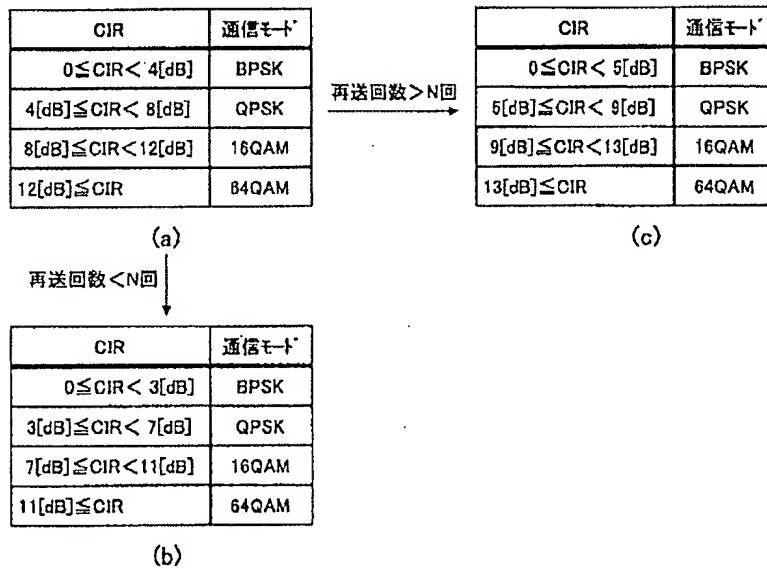 CIR 通信モード
0≦CIR< 4[dB] BPSK
4[dB]≦CIR< 8[dB] QPSK
8[dB]≦CIR<12[dB] 16QAM
12[dB]≦CIR 64QAM
(a)
再送回数>N回
CIR 通信モード
0≦CIR< 5[dB] BPSK
5[dB]≦CIR< 9[dB] QPSK
9[dB]≦CIR<13[dB] 16QAM
13[dB]≦CIR 64QAM
(c)
再送回数<N回
CIR 通信モード
0≦CIR< 3[dB] BPSK
3[dB]≦CIR< 7[dB] QPSK
7[dB]≦CIR<11[dB] 16QAM
11[dB]≦CIR 64QAM
(b)